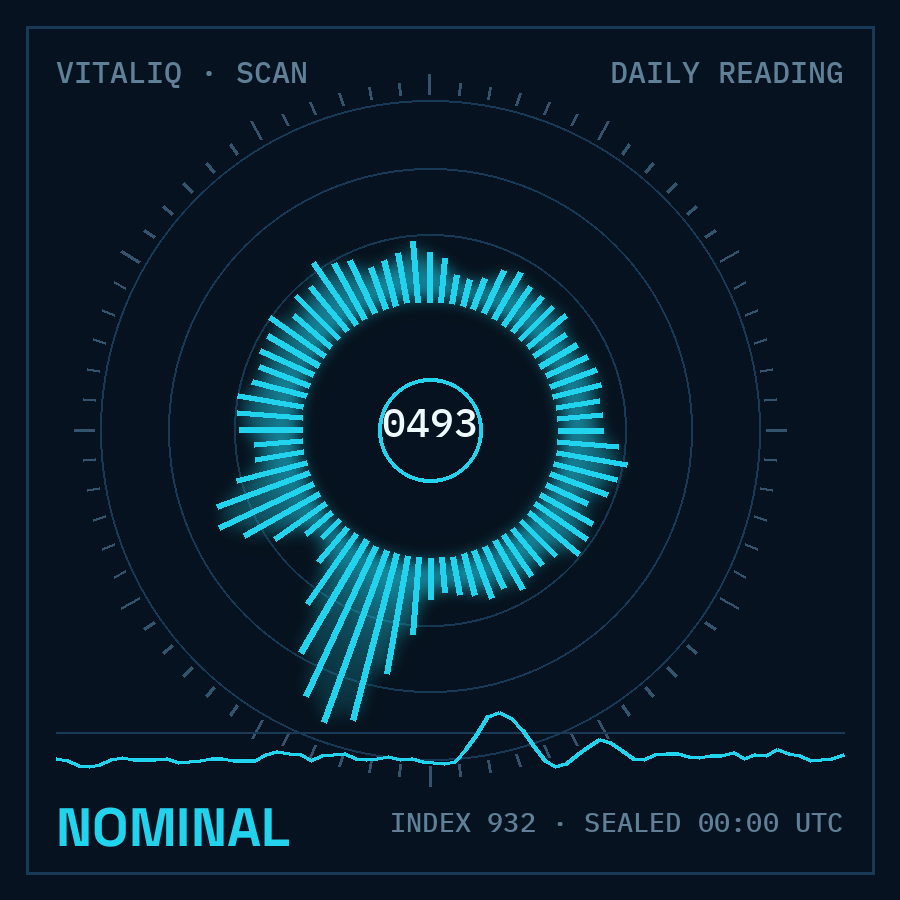 VITALIQ · SCAN
DAILY READING
0493
NOMINAL
INDEX 932 · SEALED 00:00 UTC